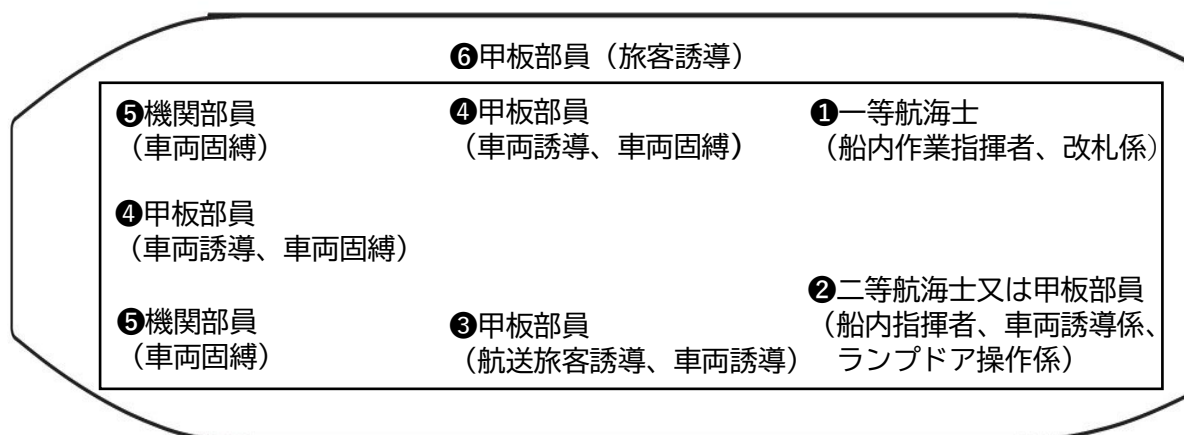 ❻甲板部員（旅客誘導）
❺機関部員
（車両固縛）
❹甲板部員
（車両誘導、車両固縛）
❶一等航海士
（船内作業指揮者、改札係）
❹甲板部員
（車両誘導、車両固縛）
❺機関部員
（車両固縛）
❸甲板部員
（航送旅客誘導、車両誘導）
❷二等航海士又は甲板部員
（船内指揮者、車両誘導係、
ランプドア操作係）